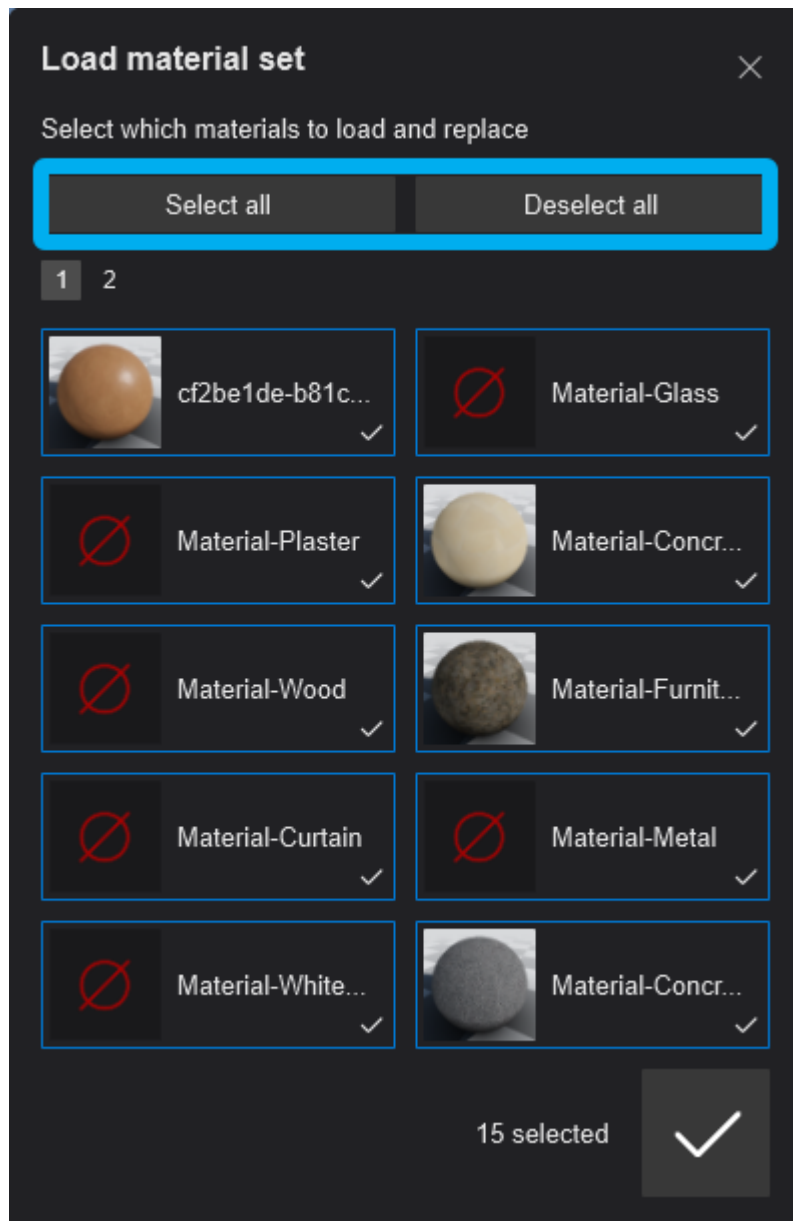 Load material set
Select which materials to load and replace
Select all Deselect all
1 2
cf2be1de-b81c... Material-Glass
Material-Plaster Material-Concr...
Material-Wood Material-Furnit...
Material-Curtain Material-Metal
Material-White... Material-Concr...
15 selected